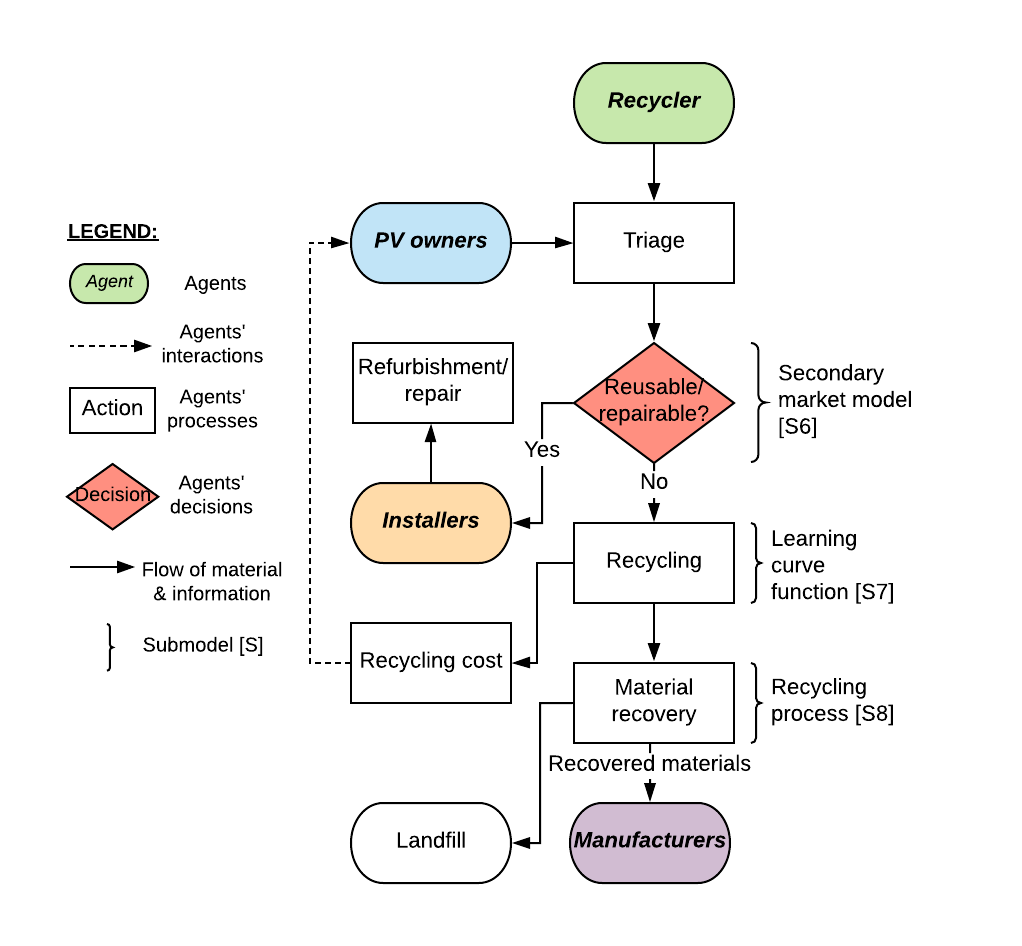 Recycler
PV owners
Triage
LEGEND:
Agent
Agents
Agents'
interactions
Action
Agents'
processes
Decision
Agents'
decisions
Flow of material
& information
Submodel [S]
Refurbishment/
repair
Reusable/
repairable?
Secondary
market model
[S6]
Yes
No
Installers
Recycling
Learning
curve
function [S7]
Recycling cost
Material
recovery
Recycling
process [S8]
Recovered materials
Landfill
Manufacturers